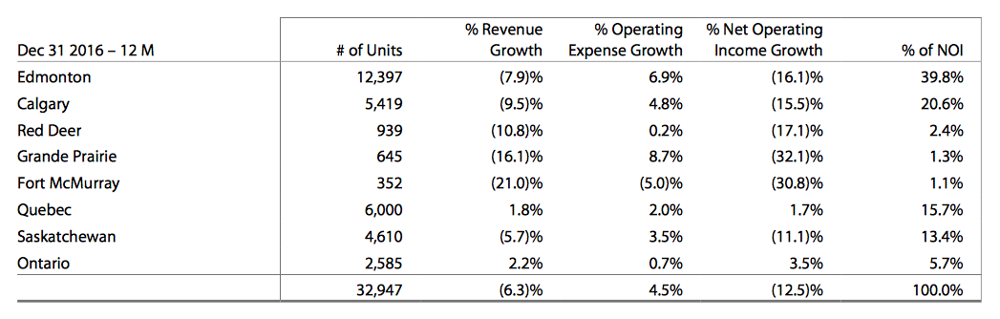 % Revenue % Operating % Net Operating
Dec 31 2016 – 12 M # of Units Growth Expense Growth Income Growth % of NOI
Edmonton 12,397 (7.9)% 6.9% (16.1)% 39.8%
Calgary 5,419 (9.5)% 4.8% (15.5)% 20.6%
Red Deer 939 (10.8)% 0.2% (17.1)% 2.4%
Grande Prairie 645 (16.1)% 8.7% (32.1)% 1.3%
Fort McMurray 352 (21.0)% (5.0)% (30.8)% 1.1%
Quebec 6,000 1.8% 2.0% 1.7% 15.7%
Saskatchewan 4,610 (5.7)% 3.5% (11.1)% 13.4%
Ontario 2,585 2.2% 0.7% 3.5% 5.7%
32,947 (6.3)% 4.5% (12.5)% 100.0%